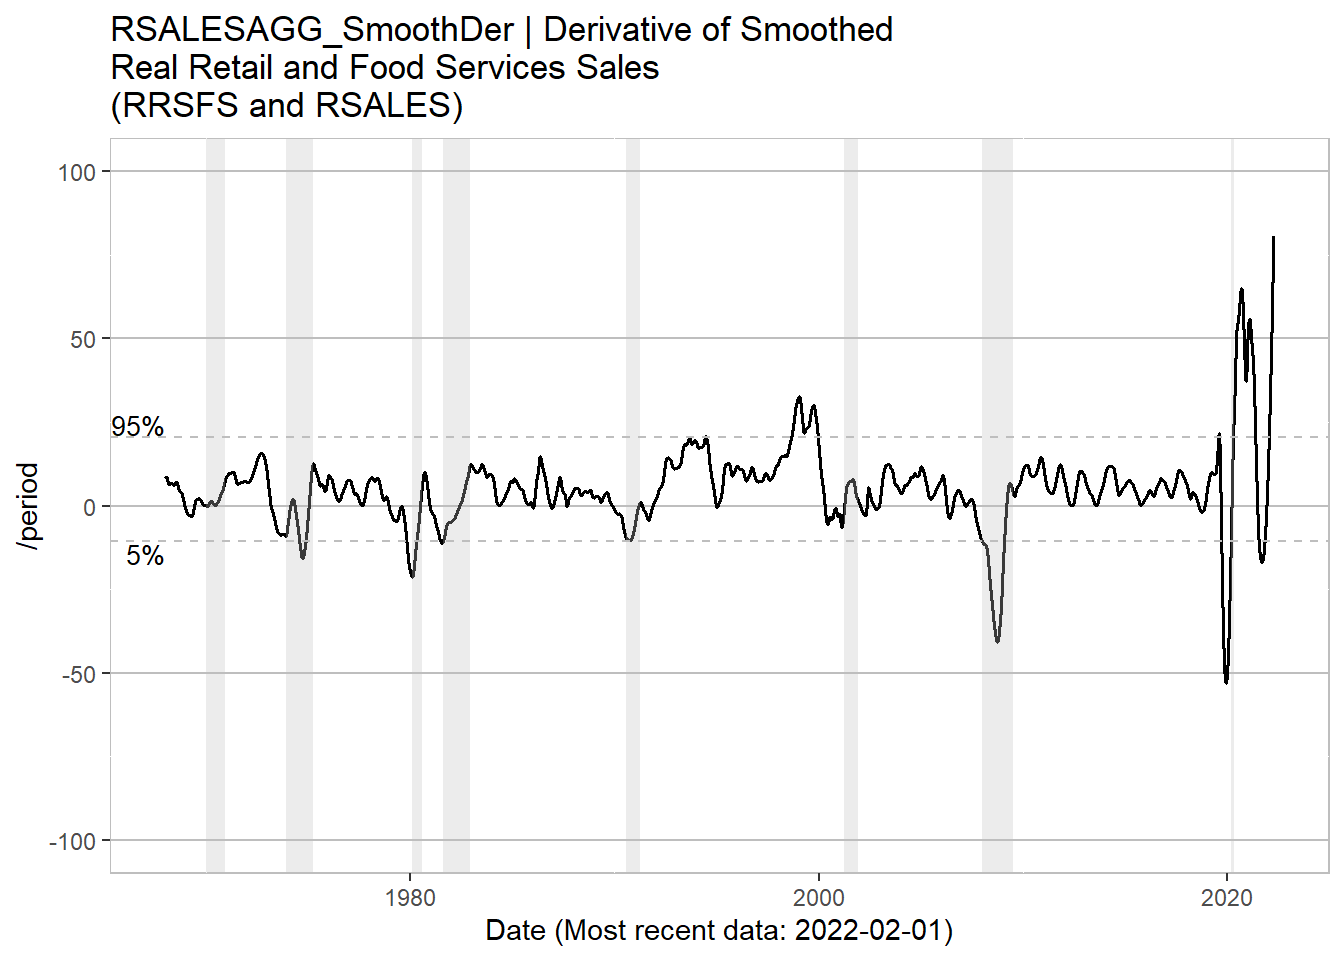 RSALESAGG_SmoothDer | Derivative of Smoothed
Real Retail and Food Services Sales
(RRSFS and RSALES)
100
50
0
-50
-100
95%
5%
/period
1980
2000
2020
Date (Most recent data: 2022-02-01)